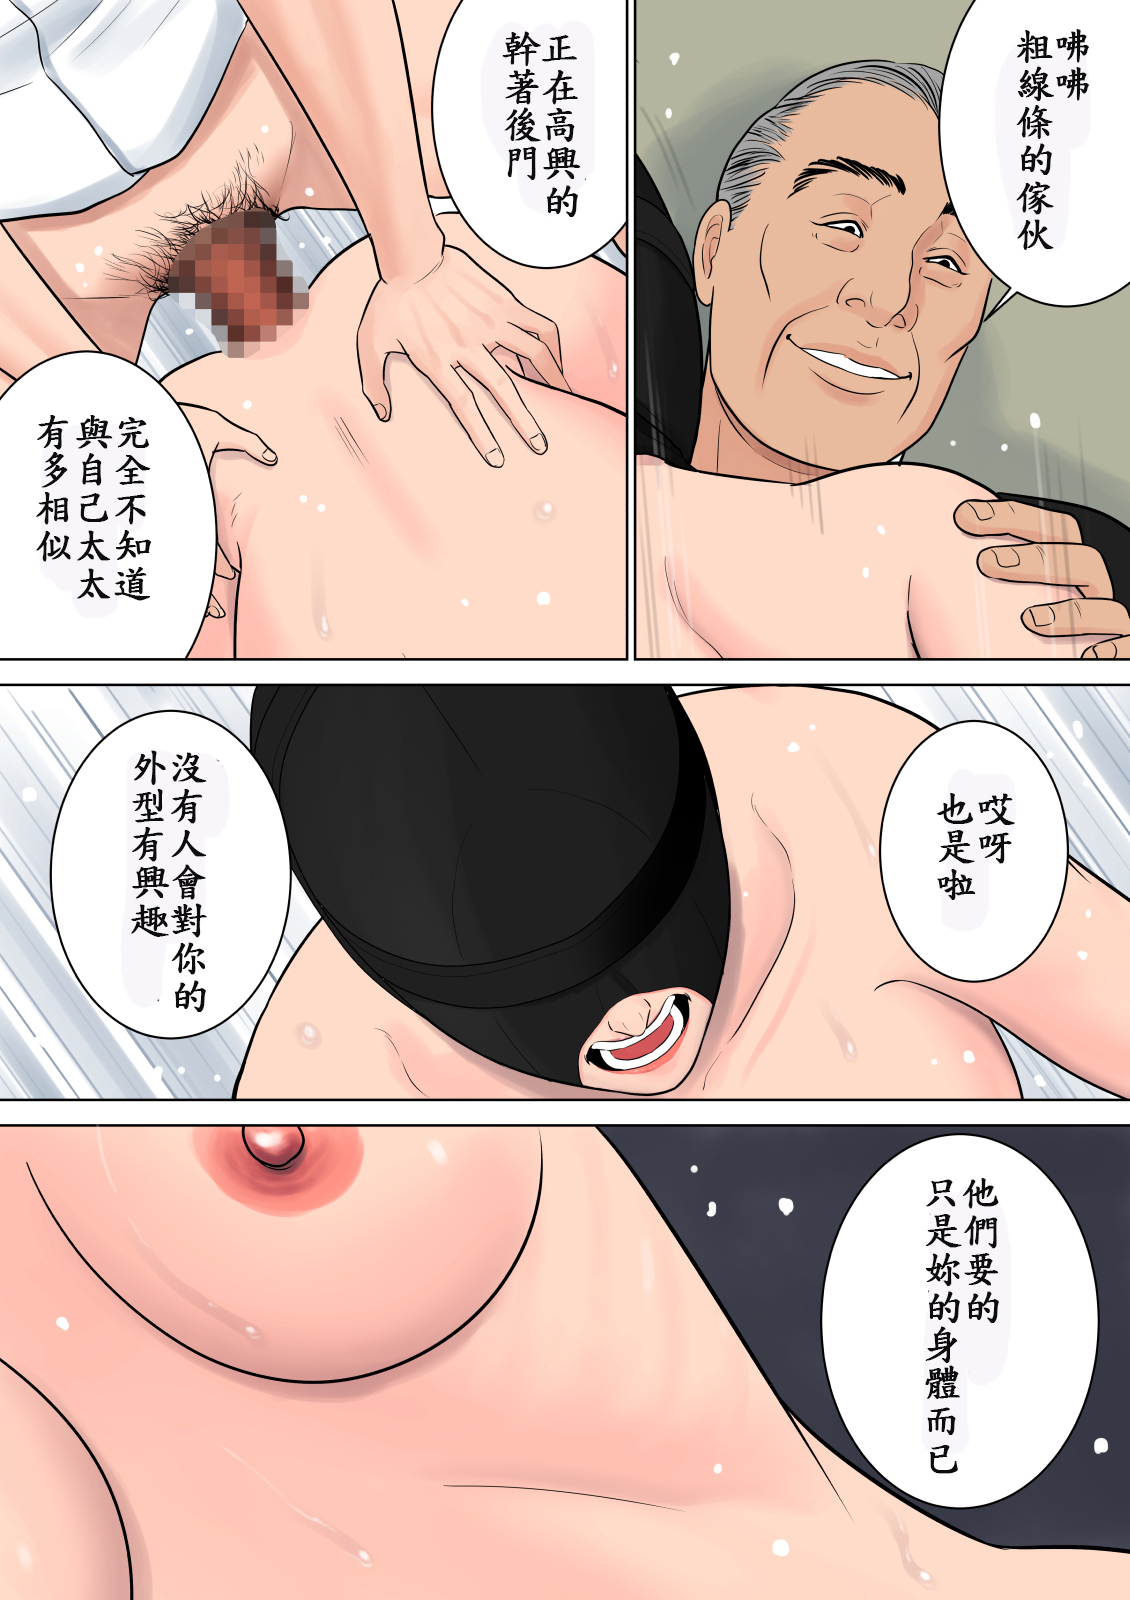 咈咈
粗線條的傢伙
正在高興的
幹著後門
完全不知道
與自己太太
有多相似
哎呀
也是啦
沒有人會對你的
外型有興趣
他們要的
只是妳的身體而已